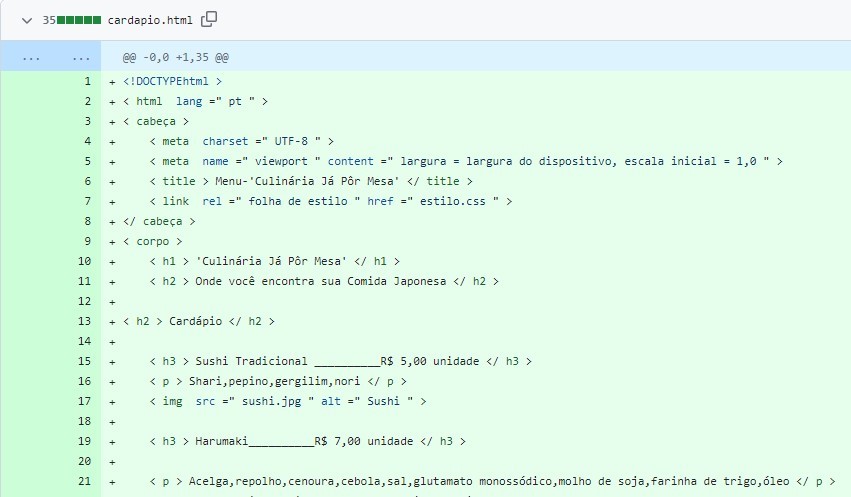 35 cardapio.html
... ... @@ -0,0 +1,35 @@
1 + <!DOCTYPEhtml >
2 + < html lang =" pt " >
3 + < cabeça >
4 + < meta charset =" UTF-8 " >
5 + < meta name =" viewport " content =" largura = largura do dispositivo, escala inicial = 1,0 " >
6 + < title > Menu-'Culinária Já Pôr Mesa' </ title >
7 + < link rel =" folha de estilo " href =" estilo.css " >
8 + </ cabeça >
9 + < corpo >
10 + < h1 > 'Culinária Já Pôr Mesa' </ h1 >
11 + < h2 > Onde você encontra sua Comida Japonesa </ h2 >
12 +
13 + < h2 > Cardápio </ h2 >
14 +
15 + < h3 > Sushi Tradicional __________R$ 5,00 unidade </ h3 >
16 + < p > Shari,pepino,gergilim,nori </ p >
17 + < img src =" sushi.jpg " alt =" Sushi " >
18 +
19 + < h3 > Harumaki__________R$ 7,00 unidade </ h3 >
20 +
21 + < p > Acelga,repolho,cenoura,cebola,sal,glutamato monossódico,molho de soja,farinha de trigo,óleo </ p >